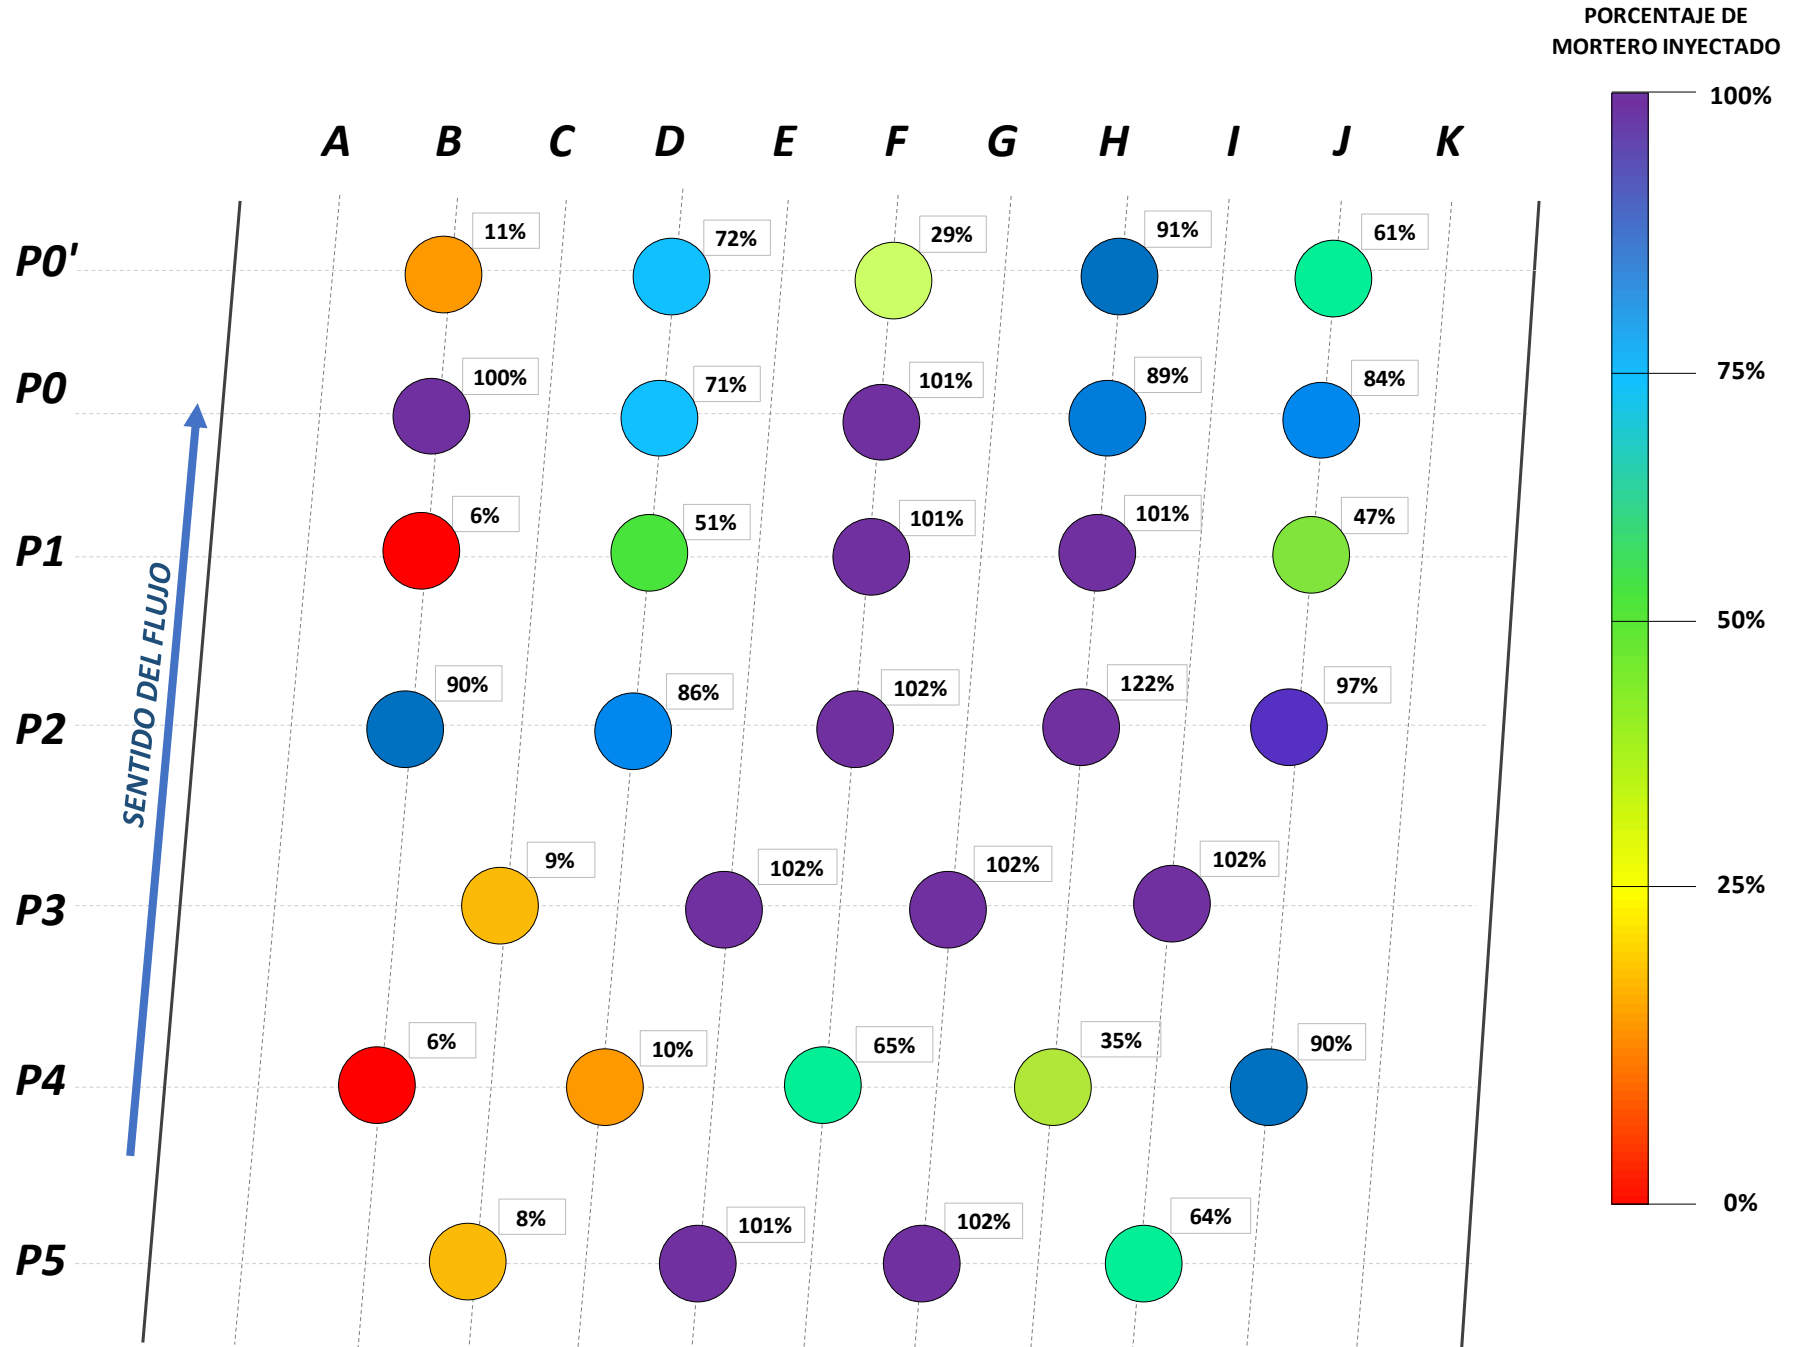 PORCENTAJE DE
MORTERO INYECTADO
100%
75%
50%
25%
0%
A B C D E F G H I J K
P0' 11% 72% 29% 91% 61%
P0 100% 71% 101% 89% 84%
P1 6% 51% 101% 101% 47%
P2 90% 86% 102% 122% 97%
P3 9% 102% 102% 102%
P4 6% 10% 65% 35% 90%
P5 8% 101% 102% 64%
SENTIDO DEL FLUJO